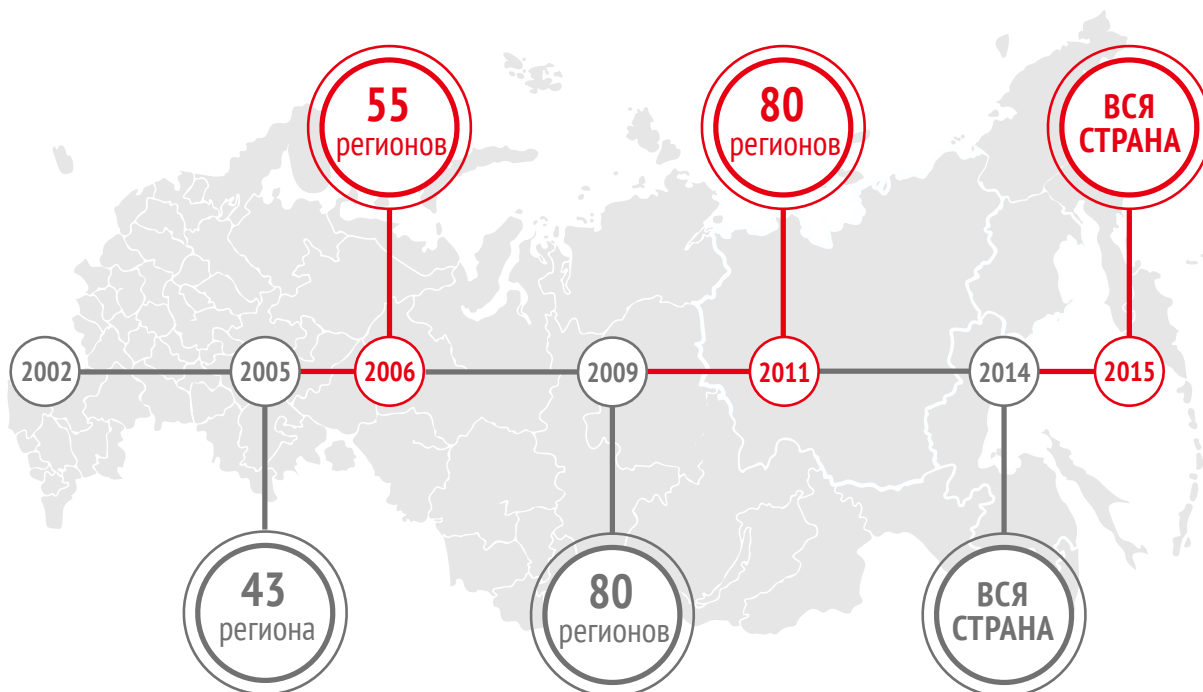 55
регионов
80
регионов
ВСЯ
СТРАНА
2002
2005
2006
2009
2011
2014
2015
43
региона
80
регионов
ВСЯ
СТРАНА